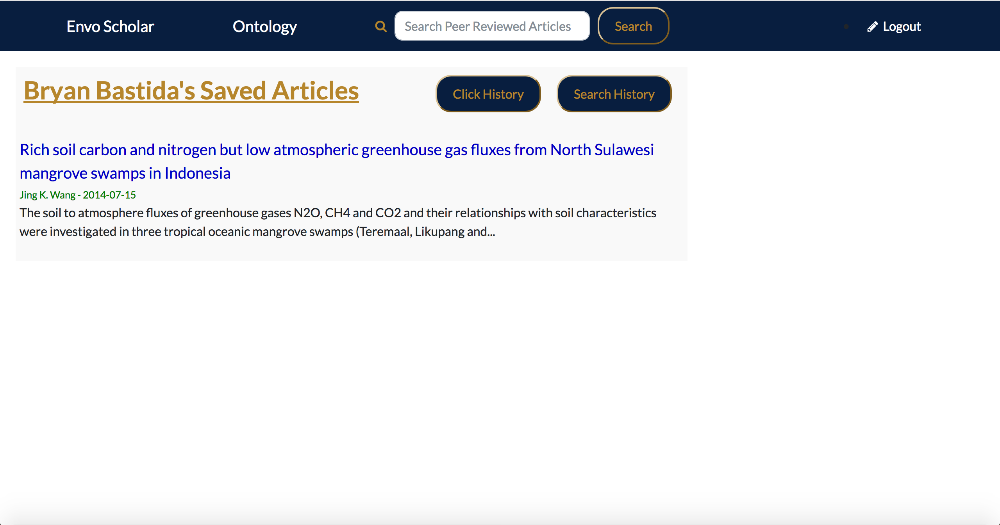 Envo Scholar
Ontology
Search Peer Reviewed Articles
Search
Logout
Bryan Bastida's Saved Articles
Click History
Search History
Rich soil carbon and nitrogen but low atmospheric greenhouse gas fluxes from North Sulawesi
mangrove swamps in Indonesia
Jing K. Wang - 2014-07-15
The soil to atmosphere fluxes of greenhouse gases N2O, CH4 and CO2 and their relationships with soil characteristics
were investigated in three tropical oceanic mangrove swamps (Teremaal, Likupang and...